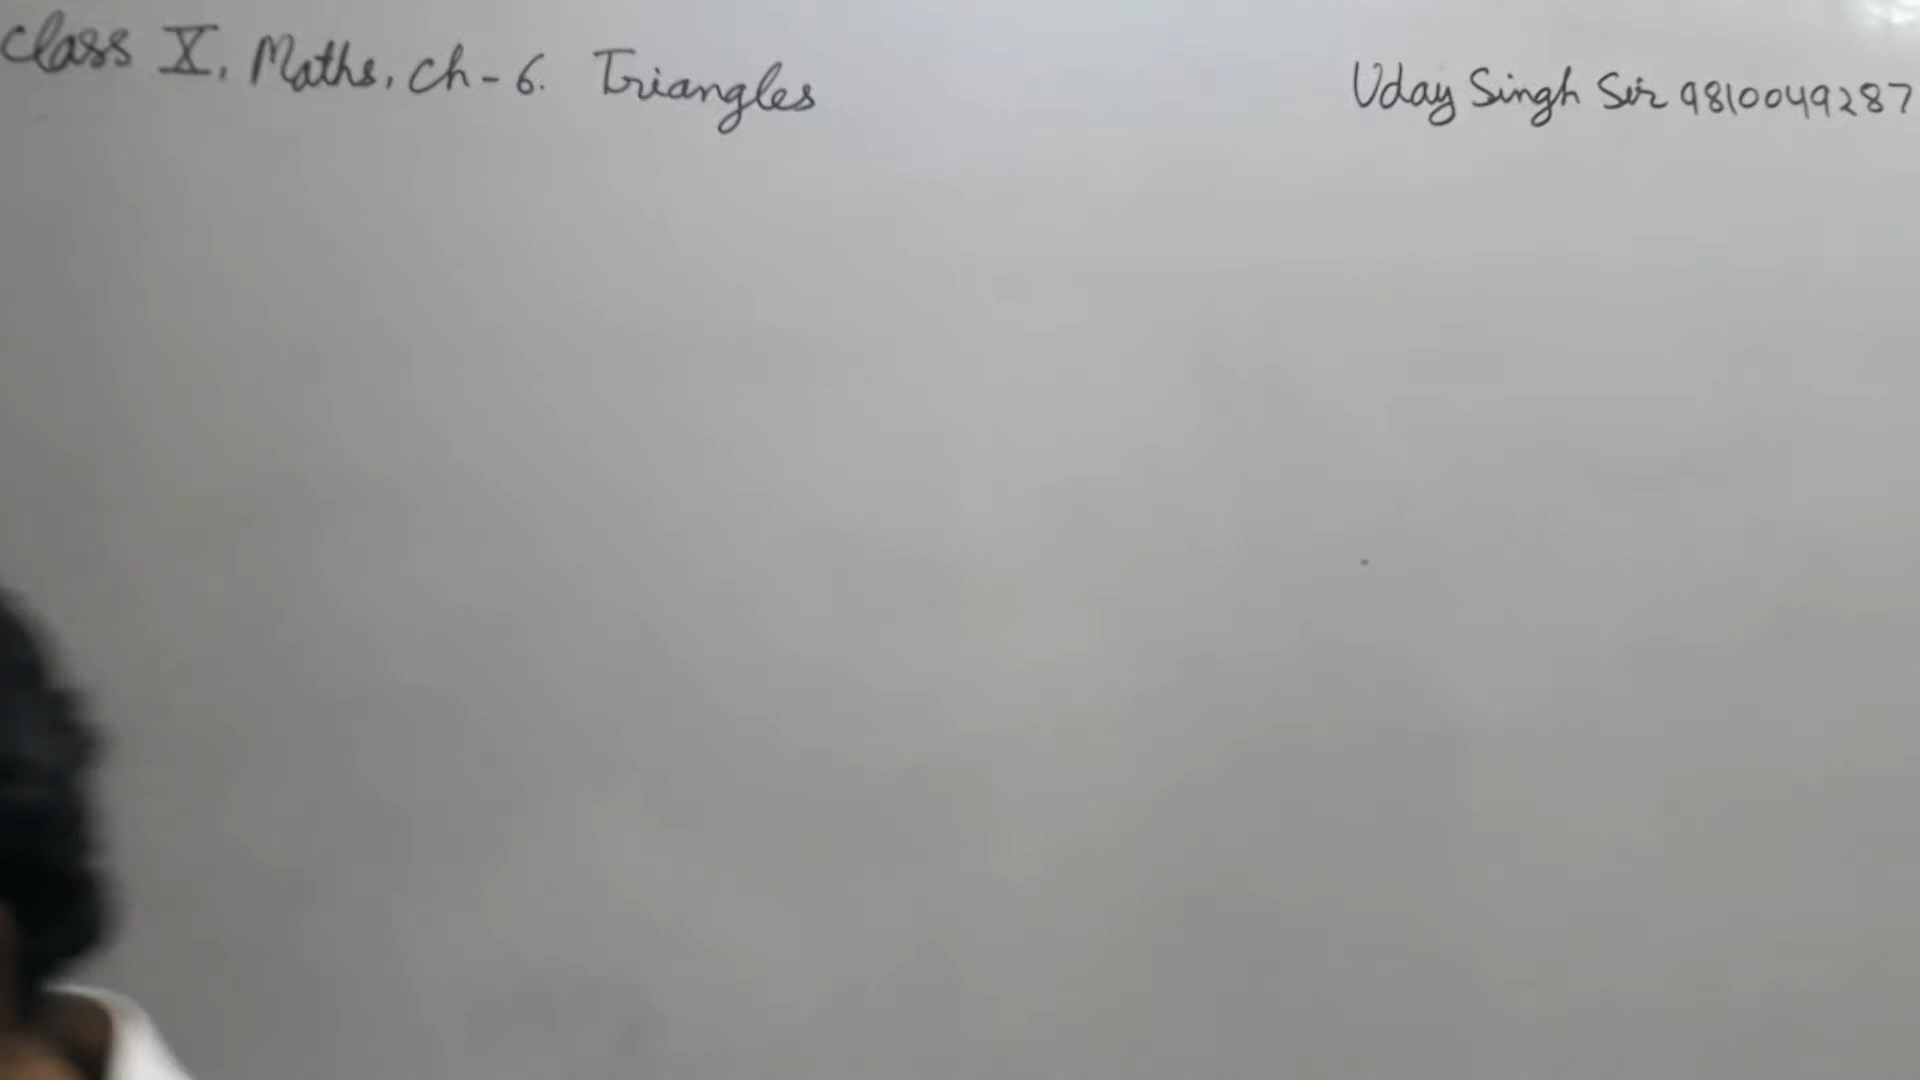 Class X, Maths, Ch - 6. Triangles
Uday Singh Sir 9810049287